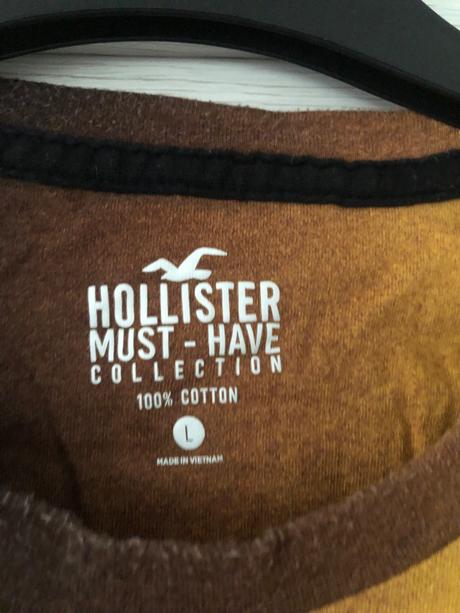 HOLLISTER
MUST - HAVE
COLLECTION
100% COTTON
L
MADE IN VIETNAM